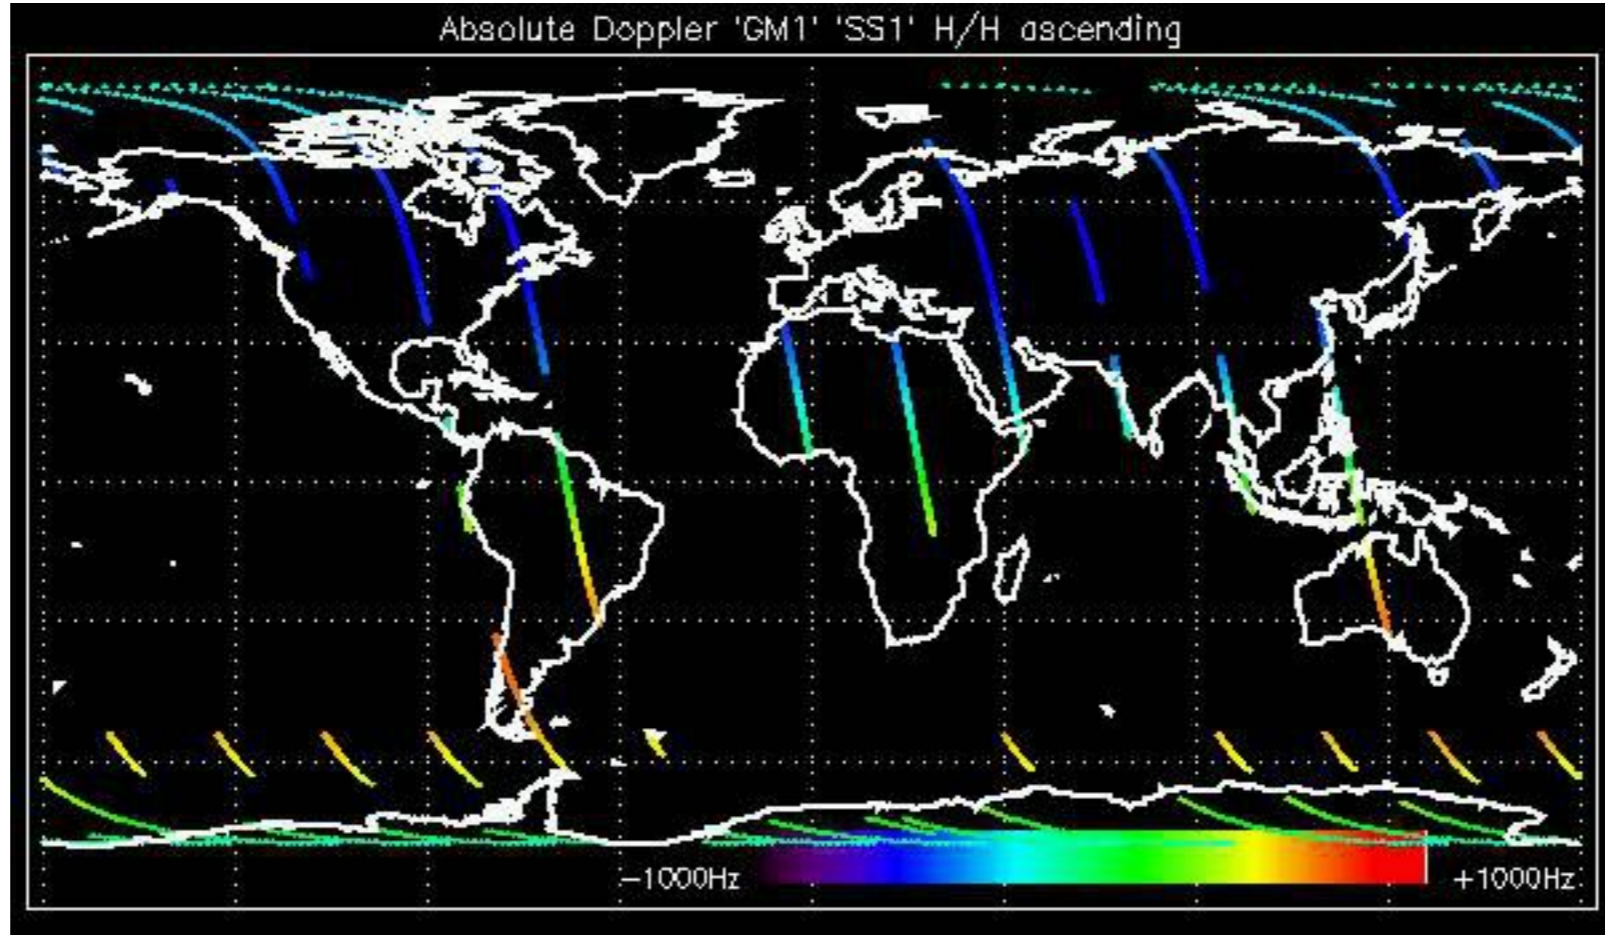 Absolute Doppler 'GM1' 'SS1' H/H ascending
−1000Hz
+1000Hz